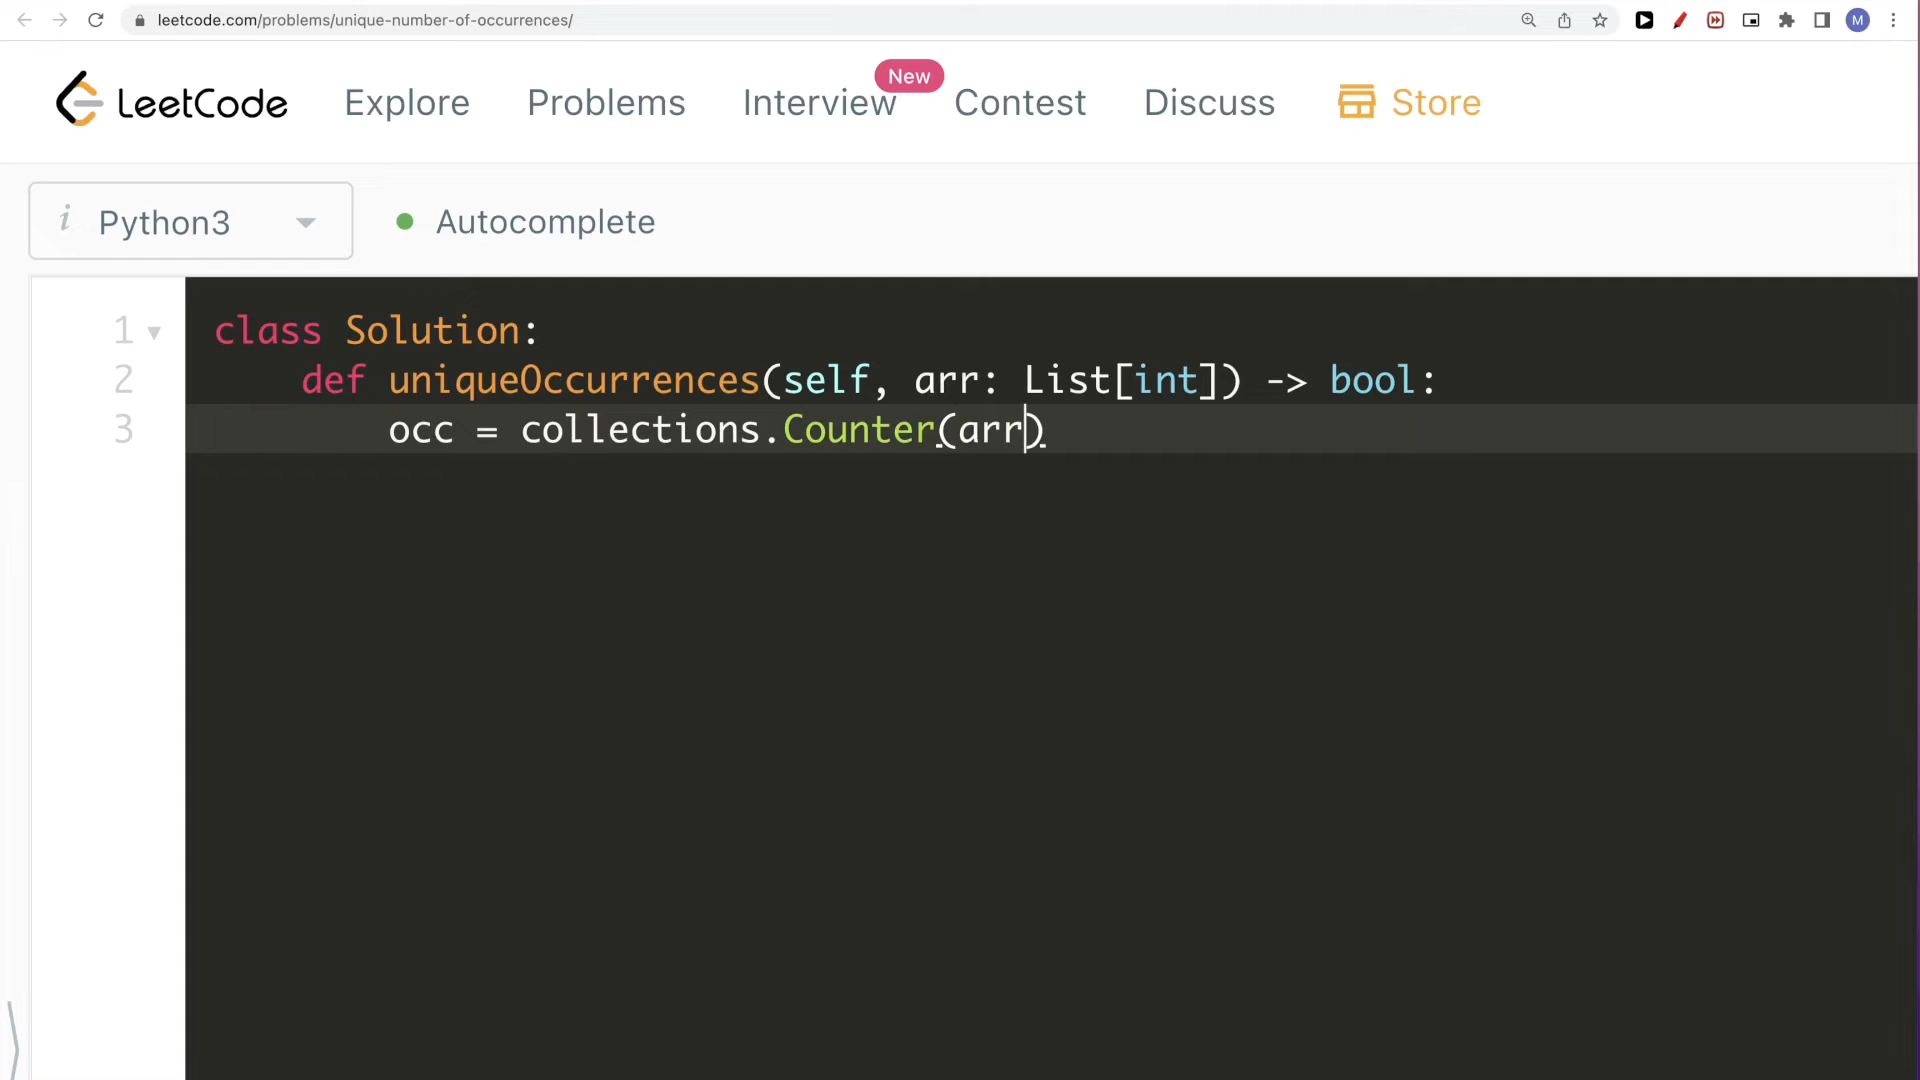 leetcode.com/problems/unique-number-of-occurrences/
M
New
LeetCode Explore Problems Interview Contest Discuss Store
i Python3 Autocomplete
1 class Solution:
2 def uniqueOccurrences(self, arr: List[int]) -> bool:
3 occ = collections.Counter(arr)